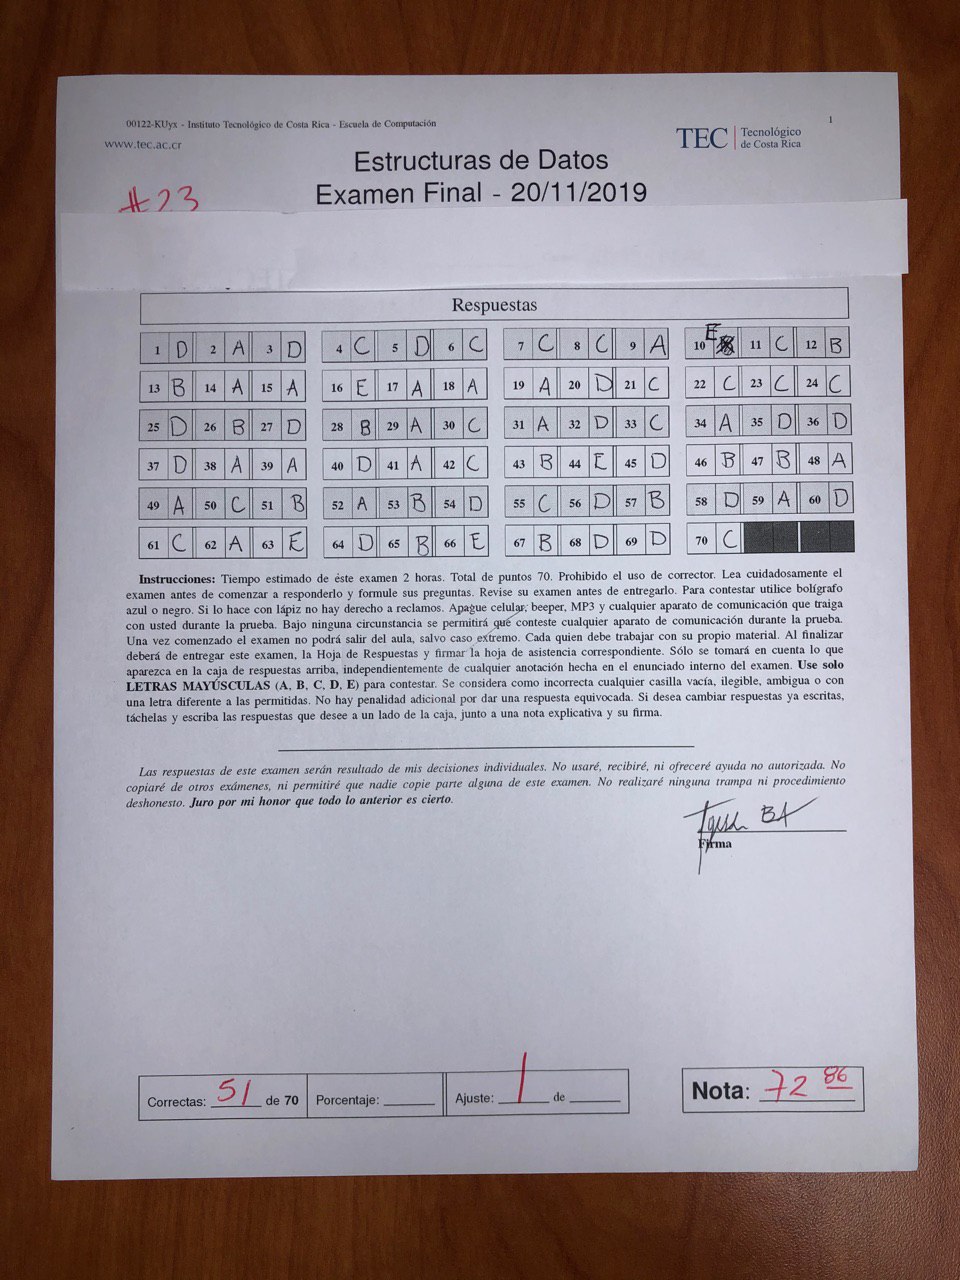 00122-KUyx - Instituto Tecnológico de Costa Rica - Escuela de Computación
1
www.tec.ac.cr
TEC | Tecnológico
de Costa Rica
Estructuras de Datos
Examen Final - 20/11/2019
#23
Respuestas
1 D 2 A 3 D 4 C 5 D 6 C 7 C 8 C 9 A 10 E 11 C 12 B
13 B 14 A 15 A 16 E 17 A 18 A 19 A 20 D 21 C 22 C 23 C 24 C
25 D 26 B 27 D 28 B 29 A 30 C 31 A 32 D 33 C 34 A 35 D 36 D
37 D 38 A 39 A 40 D 41 A 42 C 43 B 44 E 45 D 46 B 47 B 48 A
49 A 50 C 51 B 52 A 53 B 54 D 55 C 56 D 57 B 58 D 59 A 60 D
61 C 62 A 63 E 64 D 65 B 66 E 67 B 68 D 69 D 70 C
Instrucciones: Tiempo estimado de éste examen 2 horas. Total de puntos 70. Prohibido el uso de corrector. Lea cuidadosamente el
examen antes de comenzar a responderlo y formule sus preguntas. Revise su examen antes de entregarlo. Para contestar utilice bolígrafo
azul o negro. Si lo hace con lápiz no hay derecho a reclamos. Apague celular, beeper, MP3 y cualquier aparato de comunicación que traiga
con usted durante la prueba. Bajo ninguna circunstancia se permitirá que conteste cualquier aparato de comunicación durante la prueba.
Una vez comenzado el examen no podrá salir del aula, salvo caso extremo. Cada quien debe trabajar con su propio material. Al finalizar
deberá de entregar este examen, la Hoja de Respuestas y firmar la hoja de asistencia correspondiente. Sólo se tomará en cuenta lo que
aparezca en la caja de respuestas arriba, independientemente de cualquier anotación hecha en el enunciado interno del examen. Use solo
LETRAS MAYÚSCULAS (A, B, C, D, E) para contestar. Se considera como incorrecta cualquier casilla vacía, ilegible, ambigua o con
una letra diferente a las permitidas. No hay penalidad adicional por dar una respuesta equivocada. Si desea cambiar respuestas ya escritas,
táchelas y escriba las respuestas que desee a un lado de la caja, junto a una nota explicativa y su firma.
Las respuestas de este examen serán resultado de mis decisiones individuales. No usaré, recibiré, ni ofreceré ayuda no autorizada. No
copiaré de otros exámenes, ni permitiré que nadie copie parte alguna de este examen. No realizaré ninguna trampa ni procedimiento
deshonesto. Juro por mi honor que todo lo anterior es cierto.
BA
Firma
Correctas: 51 de 70 Porcentaje: Ajuste: 1 de Nota: 72 86